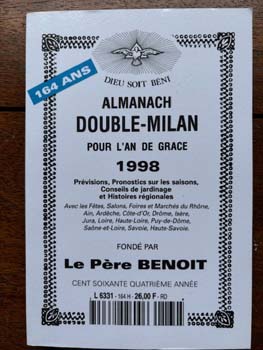 DIEU SOIT BÉNI
164 ANS
ALMANACH
DOUBLE-MILAN
POUR L'AN DE GRACE
1998
Prévisions, Pronostics sur les saisons,
Conseils de jardinage
et Histoires régionales
Avec les Fêtes, Salons, Foires et Marchés du Rhône,
Ain, Ardèche, Côte-d'Or, Drôme, Isère,
Jura, Loire, Haute-Loire, Puy-de-Dôme,
Saône-et-Loire, Savoie, Haute-Savoie.
FONDÉ PAR
Le Père BENOIT
CENT SOIXANTE QUATRIÈME ANNÉE
L 6331 - 164 H - 26,00 F - RD